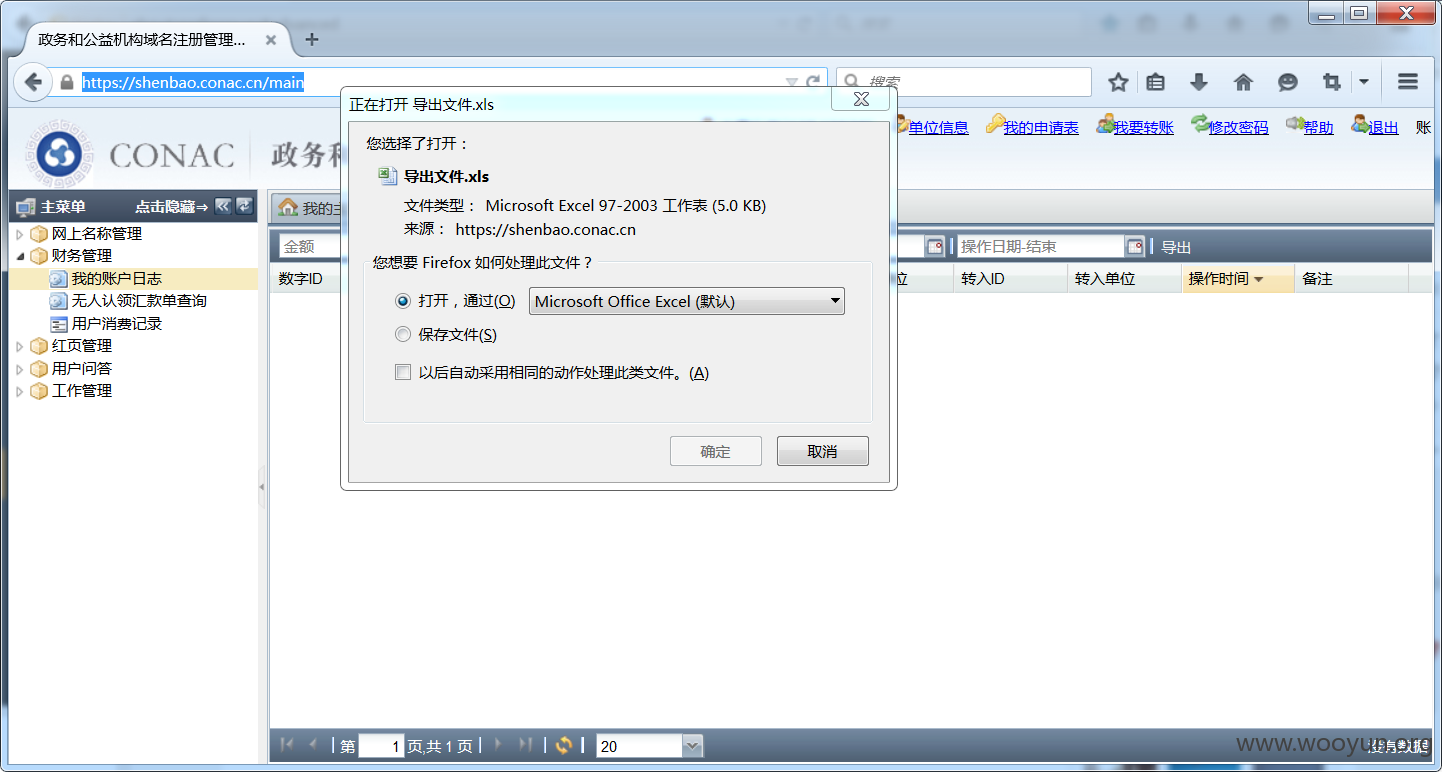 政务和公益机构域名注册管理...
https://shenbao.conac.cn/main
搜索
正在打开 导出文件.xls
单位信息 我的申请表 我要转账 修改密码 帮助 退出 账
CONAC 政务和
您选择了打开：
导出文件.xls
文件类型： Microsoft Excel 97-2003 工作表 (5.0 KB)
来源： https://shenbao.conac.cn
您想要 Firefox 如何处理此文件？
打开，通过(O) Microsoft Office Excel (默认)
保存文件(S)
以后自动采用相同的动作处理此类文件。(A)
确定 取消
主菜单 点击隐藏⇒
网上名称管理
财务管理
我的账户日志
无人认领汇款单查询
用户消费记录
红页管理
用户问答
工作管理
我的主
金额 操作日期-结束 导出
数字ID 位 转入ID 转入单位 操作时间 备注
第 1 页,共 1 页 20
没有数据
www.wooyun.org